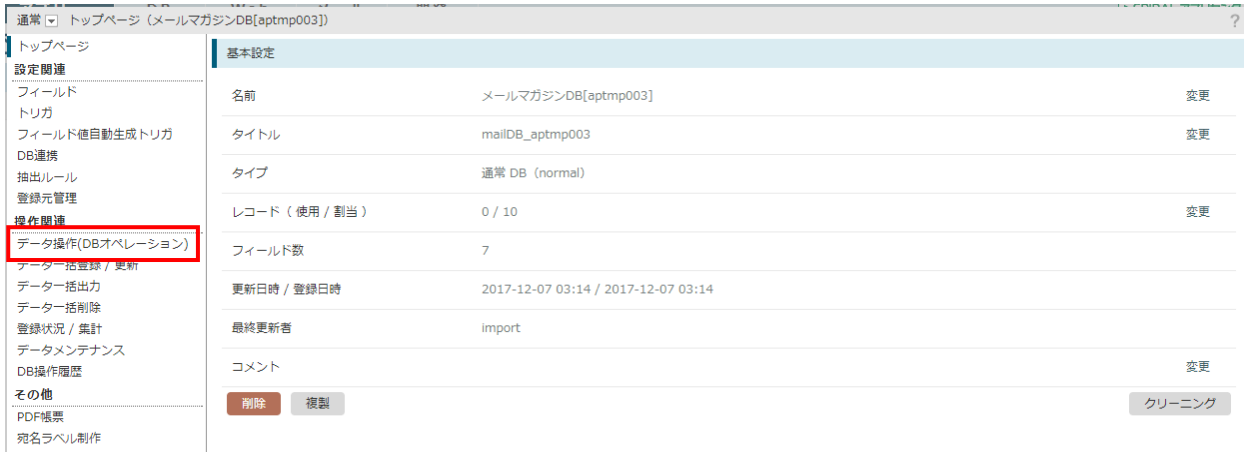 通常 トップページ（メールマガジンDB[aptmp003]）
?
トップページ
設定関連
フィールド
トリガ
フィールド値自動生成トリガ
DB連携
抽出ルール
登録元管理
操作関連
データ操作(DBオペレーション)
データ一括登録 / 更新
データ一括出力
データ一括削除
登録状況 / 集計
データメンテナンス
DB操作履歴
その他
PDF帳票
宛名ラベル制作
基本設定
名前 メールマガジンDB[aptmp003] 変更
タイトル mailDB_aptmp003 変更
タイプ 通常 DB（normal）
レコード（ 使用 / 割当 ） 0 / 10 変更
フィールド数 7
更新日時 / 登録日時 2017-12-07 03:14 / 2017-12-07 03:14
最終更新者 import
コメント 変更
削除 複製 クリーニング